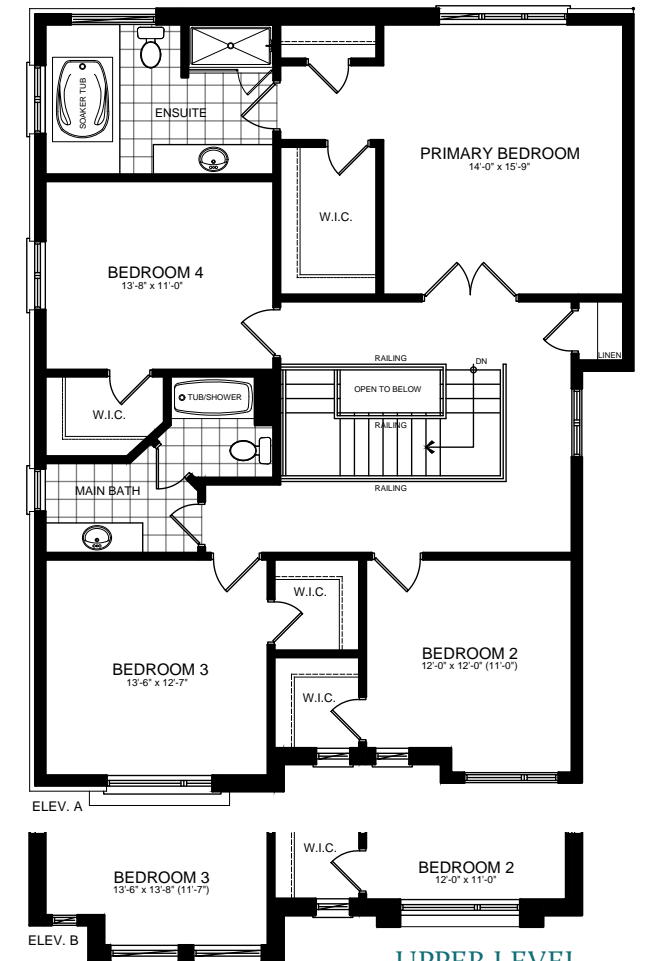 SOAKER TUB
ENSUITE
PRIMARY BEDROOM
14'-0" x 15'-9"
W.I.C.
BEDROOM 4
13'-8" x 11'-0"
LINEN
RAILING
DN
OPEN TO BELOW
RAILING
TUB/SHOWER
W.I.C.
MAIN BATH
RAILING
W.I.C.
BEDROOM 3
13'-6" x 12'-7"
BEDROOM 2
12'-0" x 12'-0" (11'-0")
W.I.C.
ELEV. A
W.I.C.
BEDROOM 3
13'-6" x 13'-8" (11'-7")
BEDROOM 2
12'-0" x 11'-0"
ELEV. B
UPPER LEVEL